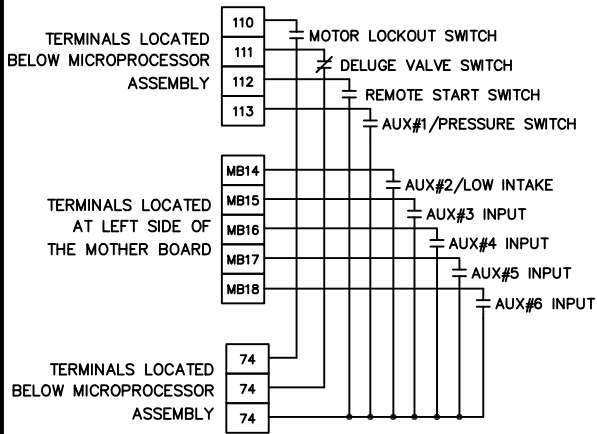 TERMINALS LOCATED
BELOW MICROPROCESSOR
ASSEMBLY
110
111
112
113
MOTOR LOCKOUT SWITCH
DELUGE VALVE SWITCH
REMOTE START SWITCH
AUX#1/PRESSURE SWITCH
TERMINALS LOCATED
AT LEFT SIDE OF
THE MOTHER BOARD
MB14
MB15
MB16
MB17
MB18
AUX#2/LOW INTAKE
AUX#3 INPUT
AUX#4 INPUT
AUX#5 INPUT
AUX#6 INPUT
TERMINALS LOCATED
BELOW MICROPROCESSOR
ASSEMBLY
74
74
74